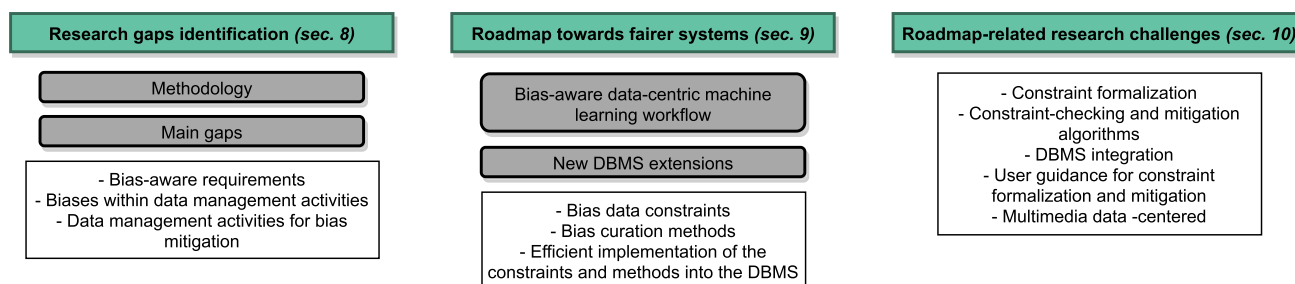 Research gaps identification (sec. 8)
Methodology
Main gaps
- Bias-aware requirements
- Biases within data management activities
- Data management activities for bias
mitigation
Roadmap towards fairer systems (sec. 9)
Bias-aware data-centric machine
learning workflow
New DBMS extensions
- Bias data constraints
- Bias curation methods
- Efficient implementation of the
constraints and methods into the DBMS
Roadmap-related research challenges (sec. 10)
- Constraint formalization
- Constraint-checking and mitigation
algorithms
- DBMS integration
- User guidance for constraint
formalization and mitigation
- Multimedia data -centered